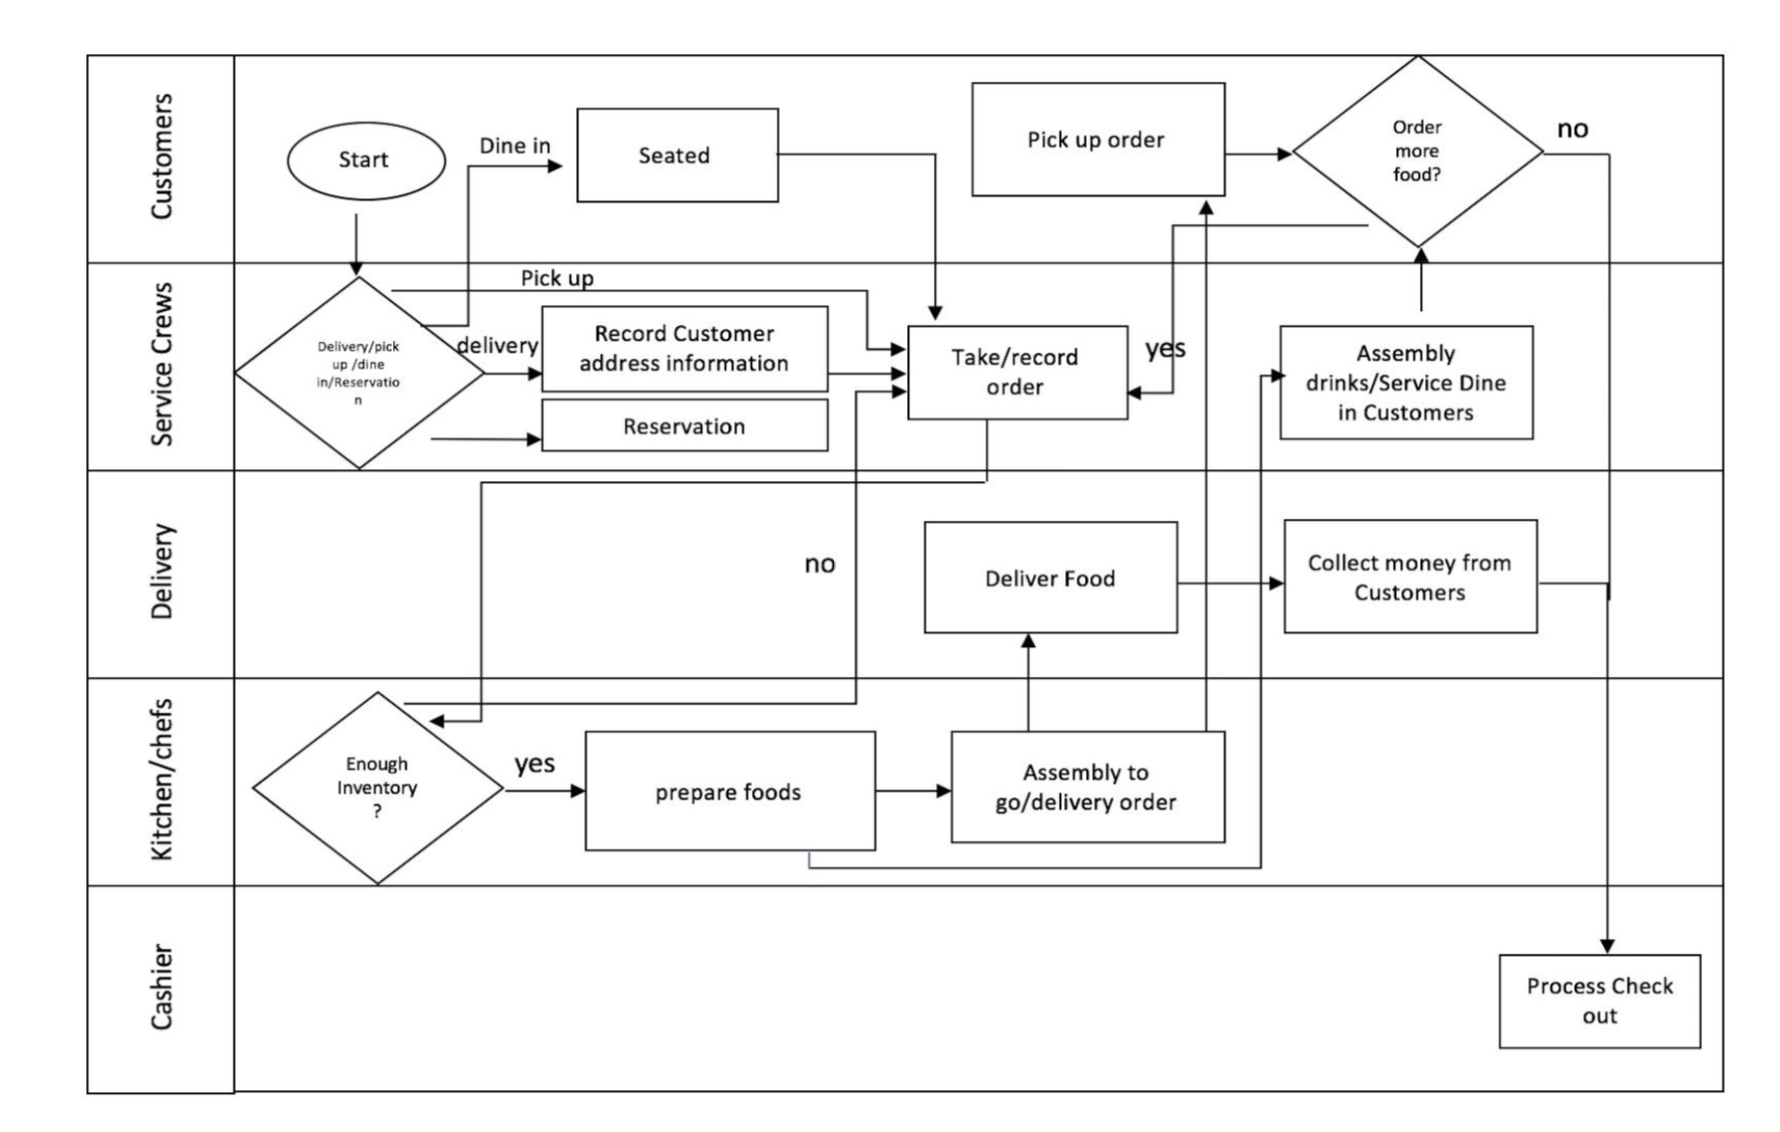 Customers
Start
Dine in
Seated
Pick up order
Order
more
food?
no
Service Crews
Delivery/pick
up /dine
in/Reservatio
n
Pick up
delivery
Record Customer
address information
Reservation
Take/record
order
yes
Assembly
drinks/Service Dine
in Customers
Delivery
no
Deliver Food
Collect money from
Customers
Kitchen/chefs
Enough
Inventory
?
yes
prepare foods
Assembly to
go/delivery order
Cashier
Process Check
out